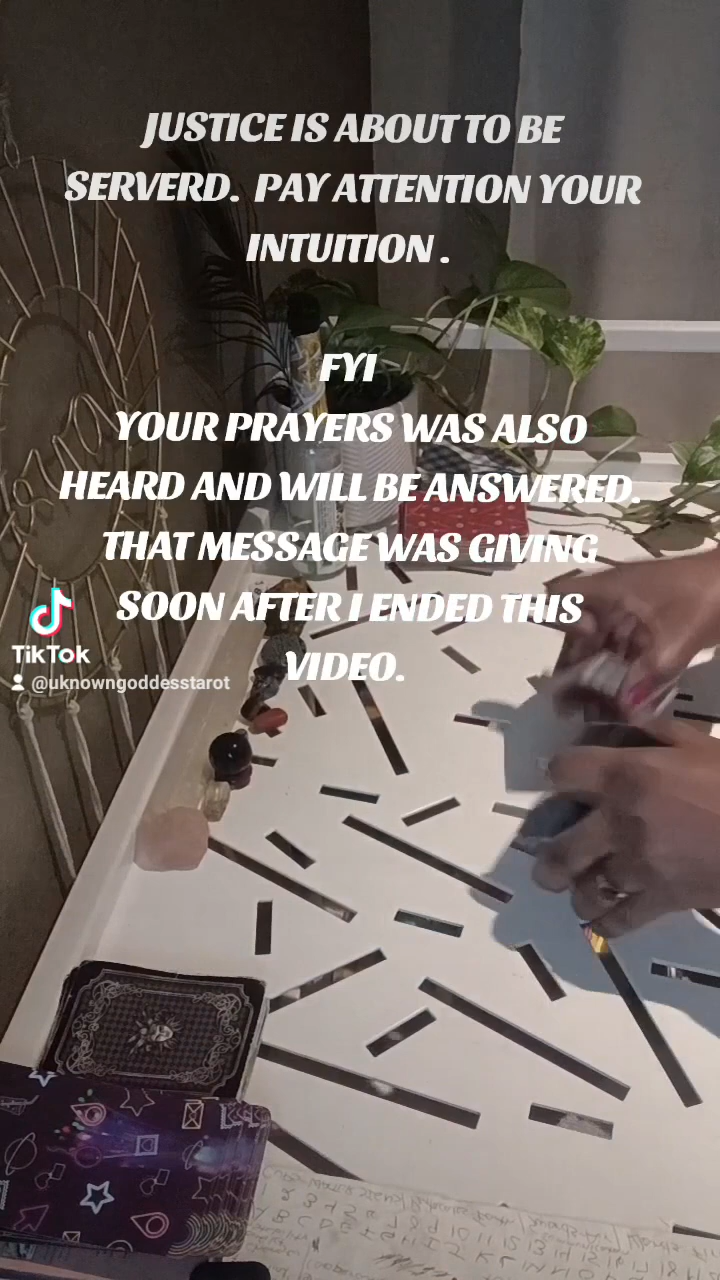 JUSTICE IS ABOUT TO BE
SERVERD. PAY ATTENTION YOUR
INTUITION .
FYI
YOUR PRAYERS WAS ALSO
HEARD AND WILL BE ANSWERED.
THAT MESSAGE WAS GIVING
SOON AFTER I ENDED THIS
VIDEO.
TikTok
@uknowngoddesstarot